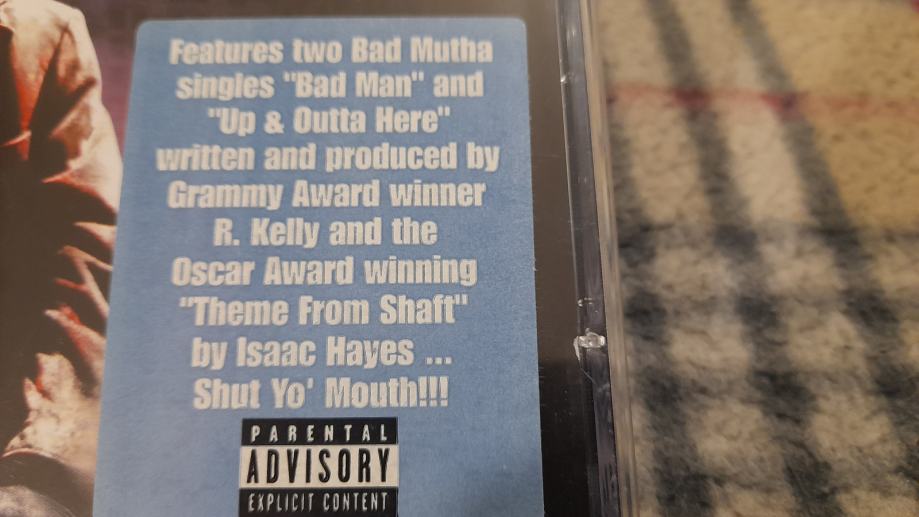 Features two Bad Mutha
singles "Bad Man" and
"Up & Outta Here"
written and produced by
Grammy Award winner
R. Kelly and the
Oscar Award winning
"Theme From Shaft"
by Isaac Hayes ...
Shut Yo' Mouth!!!
PARENTAL
ADVISORY
EXPLICIT CONTENT